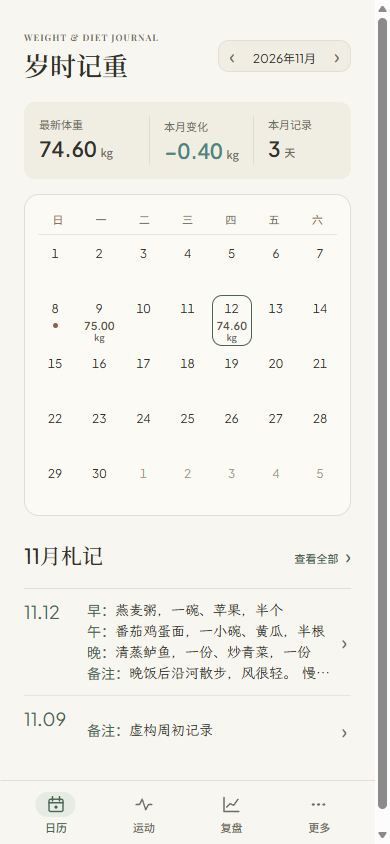 WEIGHT & DIET JOURNAL
岁时记重
‹ 2026年11月 ›
最新体重 本月变化 本月记录
74.60 kg −0.40 kg 3 天
日 一 二 三 四 五 六
1 2 3 4 5 6 7
8 9 10 11 12 13 14
75.00 kg 74.60 kg
15 16 17 18 19 20 21
22 23 24 25 26 27 28
29 30 1 2 3 4 5
11月札记 查看全部 ›
11.12
早：燕麦粥，一碗、苹果，半个
午：番茄鸡蛋面，一小碗、黄瓜，半根
晚：清蒸鲈鱼，一份、炒青菜，一份
备注：晚饭后沿河散步，风很轻。 慢…
11.09
备注：虚构周初记录
日历 运动 复盘 更多